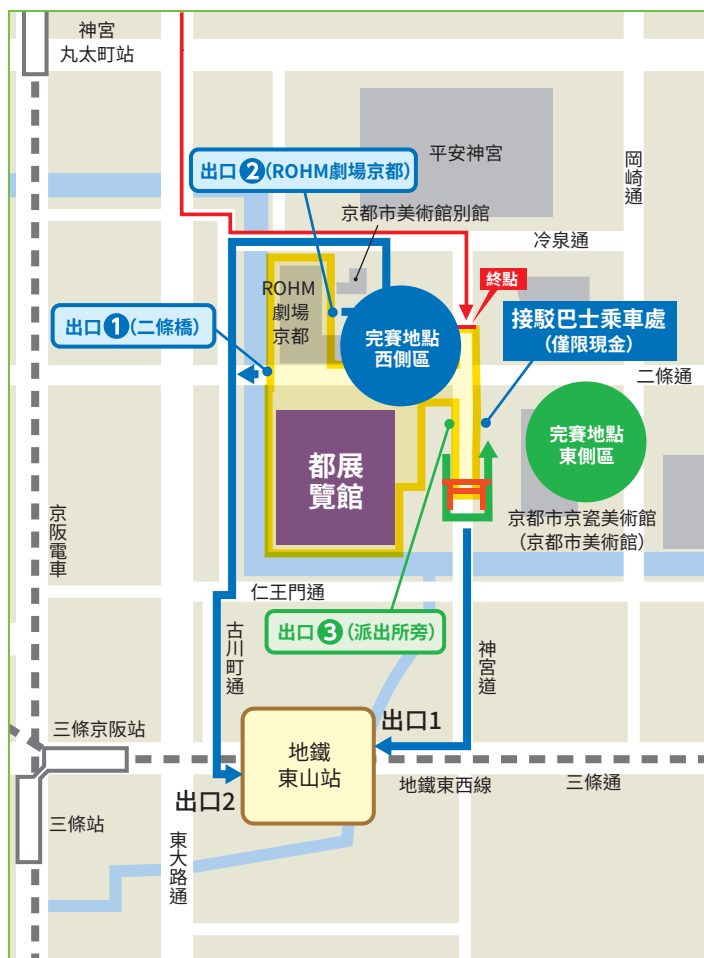 神宮
丸太町站
平安神宮
岡崎通
出口❷(ROHM劇場京都)
京都市美術館別館
冷泉通
終點
ROHM
劇場
京都
接駁巴士乘車處
(僅限現金)
出口❶(二條橋)
完賽地點
西側區
二條通
完賽地點
東側區
都展
覽館
京都市京瓷美術館
(京都市美術館)
京阪電車
仁王門通
出口❸(派出所旁)
古川町通
神宮道
出口1
三條京阪站
地鐵
東山站
地鐵東西線
三條通
出口2
三條站
東大路通